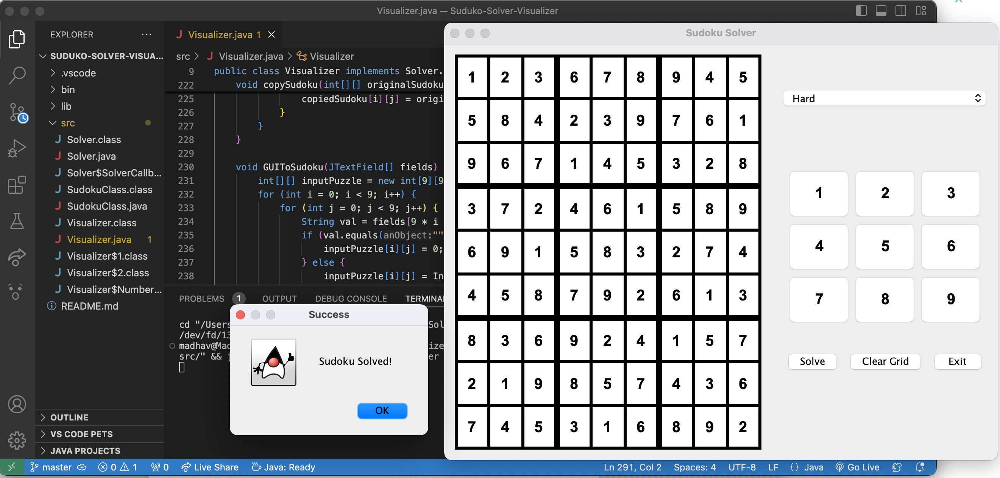 Visualizer.java — Suduko-Solver-Visualizer
EXPLORER
SUDUKO-SOLVER-VISUA...
.vscode
bin
lib
src
Solver.class
Solver.java
Solver$SolverCallb...
SudokuClass.class
SudokuClass.java
Visualizer.class
Visualizer.java 1
Visualizer$1.class
Visualizer$2.class
Visualizer$Number...
README.md
OUTLINE
VS CODE PETS
JAVA PROJECTS
Visualizer.java 1
src > Visualizer.java > Visualizer
9 public class Visualizer implements Solver.
222 void copySudoku(int[][] originalSudoku
225 copiedSudoku[i][j] = origi
226 }
227 }
228 }
229
230 void GUIToSudoku(JTextField[] fields)
231 int[][] inputPuzzle = new int[9][9
232 for (int i = 0; i < 9; i++) {
233 for (int j = 0; j < 9; j++) {
234 String val = fields[9 * i
235 if (val.equals(anObject:""
236 inputPuzzle[i][j] = 0;
237 } else {
238 inputPuzzle[i][j] = In
PROBLEMS 1 OUTPUT DEBUG CONSOLE TERMINA
cd "/Users Sol
/dev/fd/13
madhav@Mad ize
src/" && j er
Success
Sudoku Solved!
OK
Sudoku Solver
1 2 3 6 7 8 9 4 5
5 8 4 2 3 9 7 6 1
9 6 7 1 4 5 3 2 8
3 7 2 4 6 1 5 8 9
6 9 1 5 8 3 2 7 4
4 5 8 7 9 2 6 1 3
8 3 6 9 2 4 1 5 7
2 1 9 8 5 7 4 3 6
7 4 5 3 1 6 8 9 2
Hard
1 2 3
4 5 6
7 8 9
Solve Clear Grid Exit
master 0 1 0 Live Share Java: Ready Ln 291, Col 2 Spaces: 4 UTF-8 LF {} Java Go Live